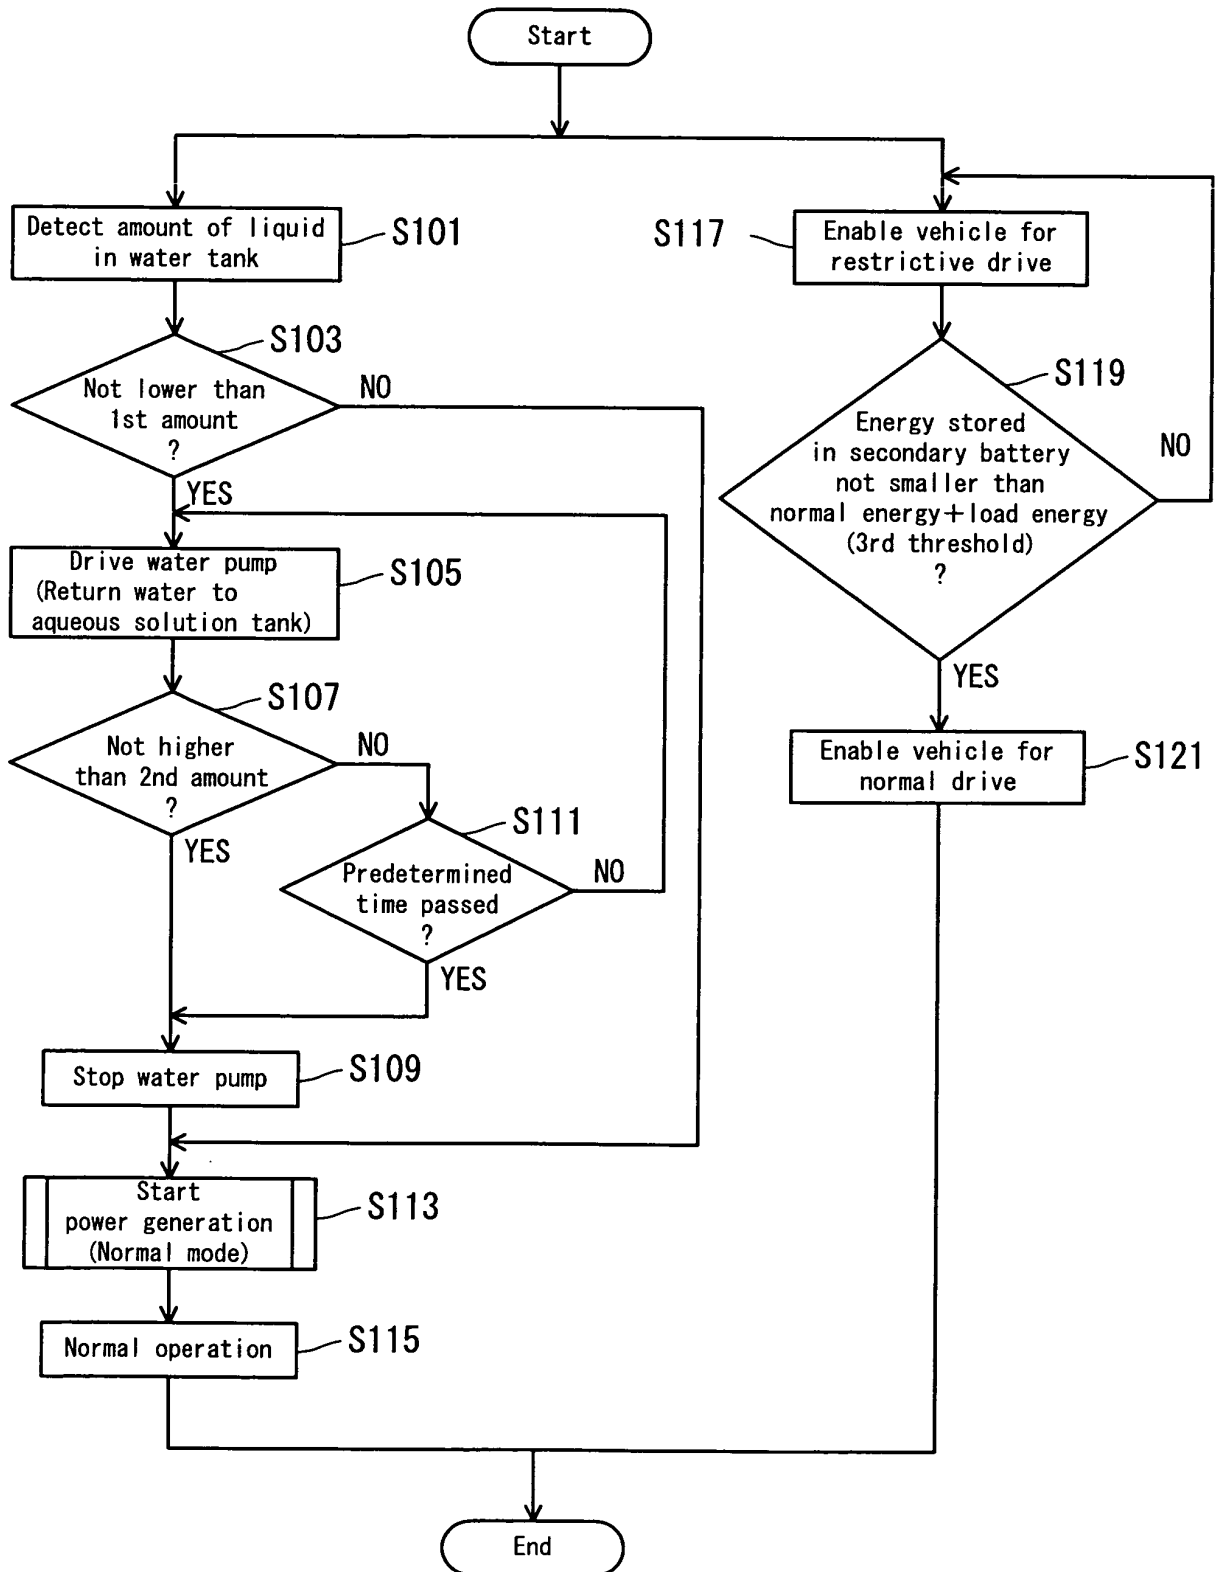 Start
Detect amount of liquid
in water tank
S101
S103
Not lower than
1st amount
?
NO
YES
Drive water pump
(Return water to
aqueous solution tank)
S105
S107
Not higher
than 2nd amount
?
NO
YES
S111
Predetermined
time passed
?
NO
YES
Stop water pump
S109
Start
power generation
(Normal mode)
S113
Normal operation
S115
S117
Enable vehicle for
restrictive drive
S119
Energy stored
in secondary battery
not smaller than
normal energy+load energy
(3rd threshold)
?
NO
YES
Enable vehicle for
normal drive
S121
End